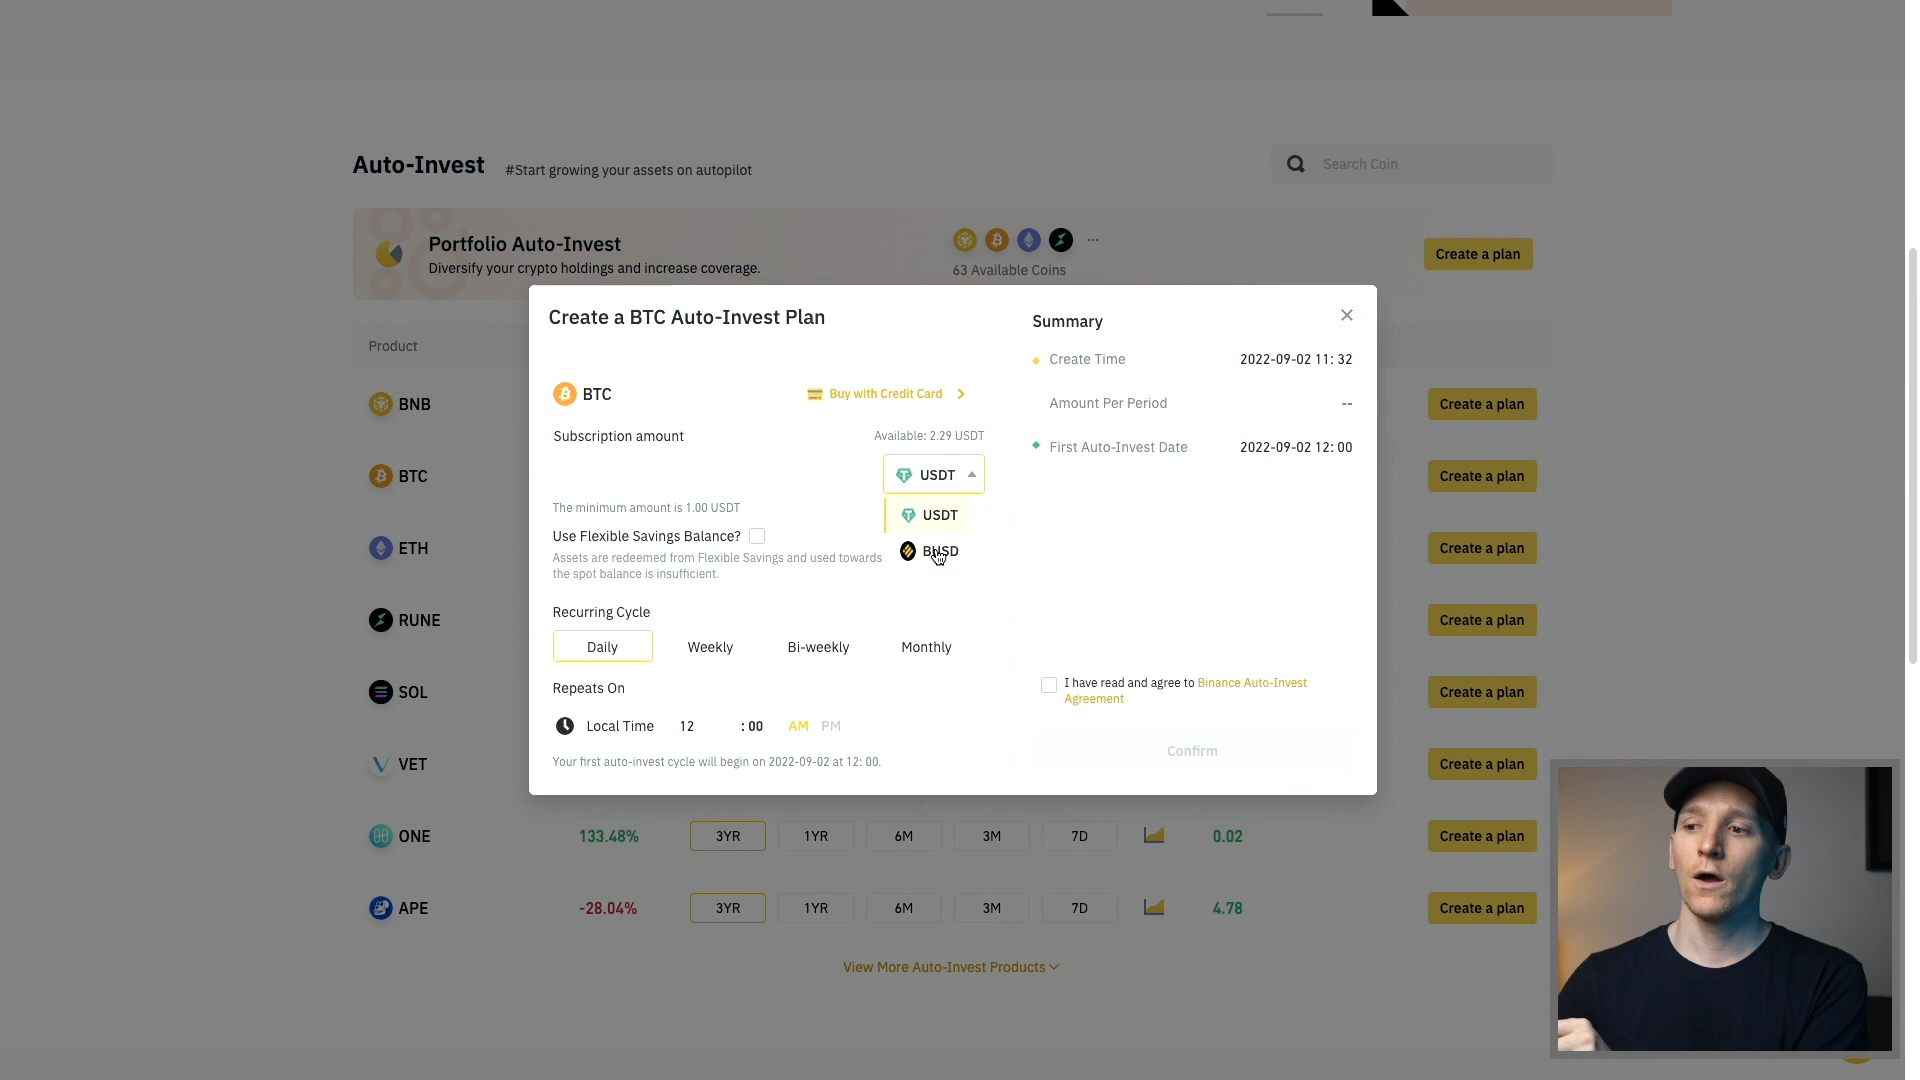 Auto-Invest #Start growing your assets on autopilot
Search Coin
Portfolio Auto-Invest
Diversify your crypto holdings and increase coverage.
...
63 Available Coins
Create a plan
Product
BNB
Create a plan
BTC
Create a plan
ETH
Create a plan
RUNE
Create a plan
SOL
Create a plan
VET
Create a plan
ONE 133.48% 3YR 1YR 6M 3M 7D 0.02 Create a plan
APE -28.04% 3YR 1YR 6M 3M 7D 4.78 Create a plan
View More Auto-Invest Products
Create a BTC Auto-Invest Plan
BTC
Buy with Credit Card
Subscription amount
Available: 2.29 USDT
USDT
USDT
BUSD
The minimum amount is 1.00 USDT
Use Flexible Savings Balance?
Assets are redeemed from Flexible Savings and used towards
the spot balance is insufficient.
Recurring Cycle
Daily Weekly Bi-weekly Monthly
Repeats On
Local Time 12 : 00 AM PM
Your first auto-invest cycle will begin on 2022-09-02 at 12: 00.
Summary
Create Time 2022-09-02 11: 32
Amount Per Period --
First Auto-Invest Date 2022-09-02 12: 00
I have read and agree to Binance Auto-Invest
Agreement
Confirm